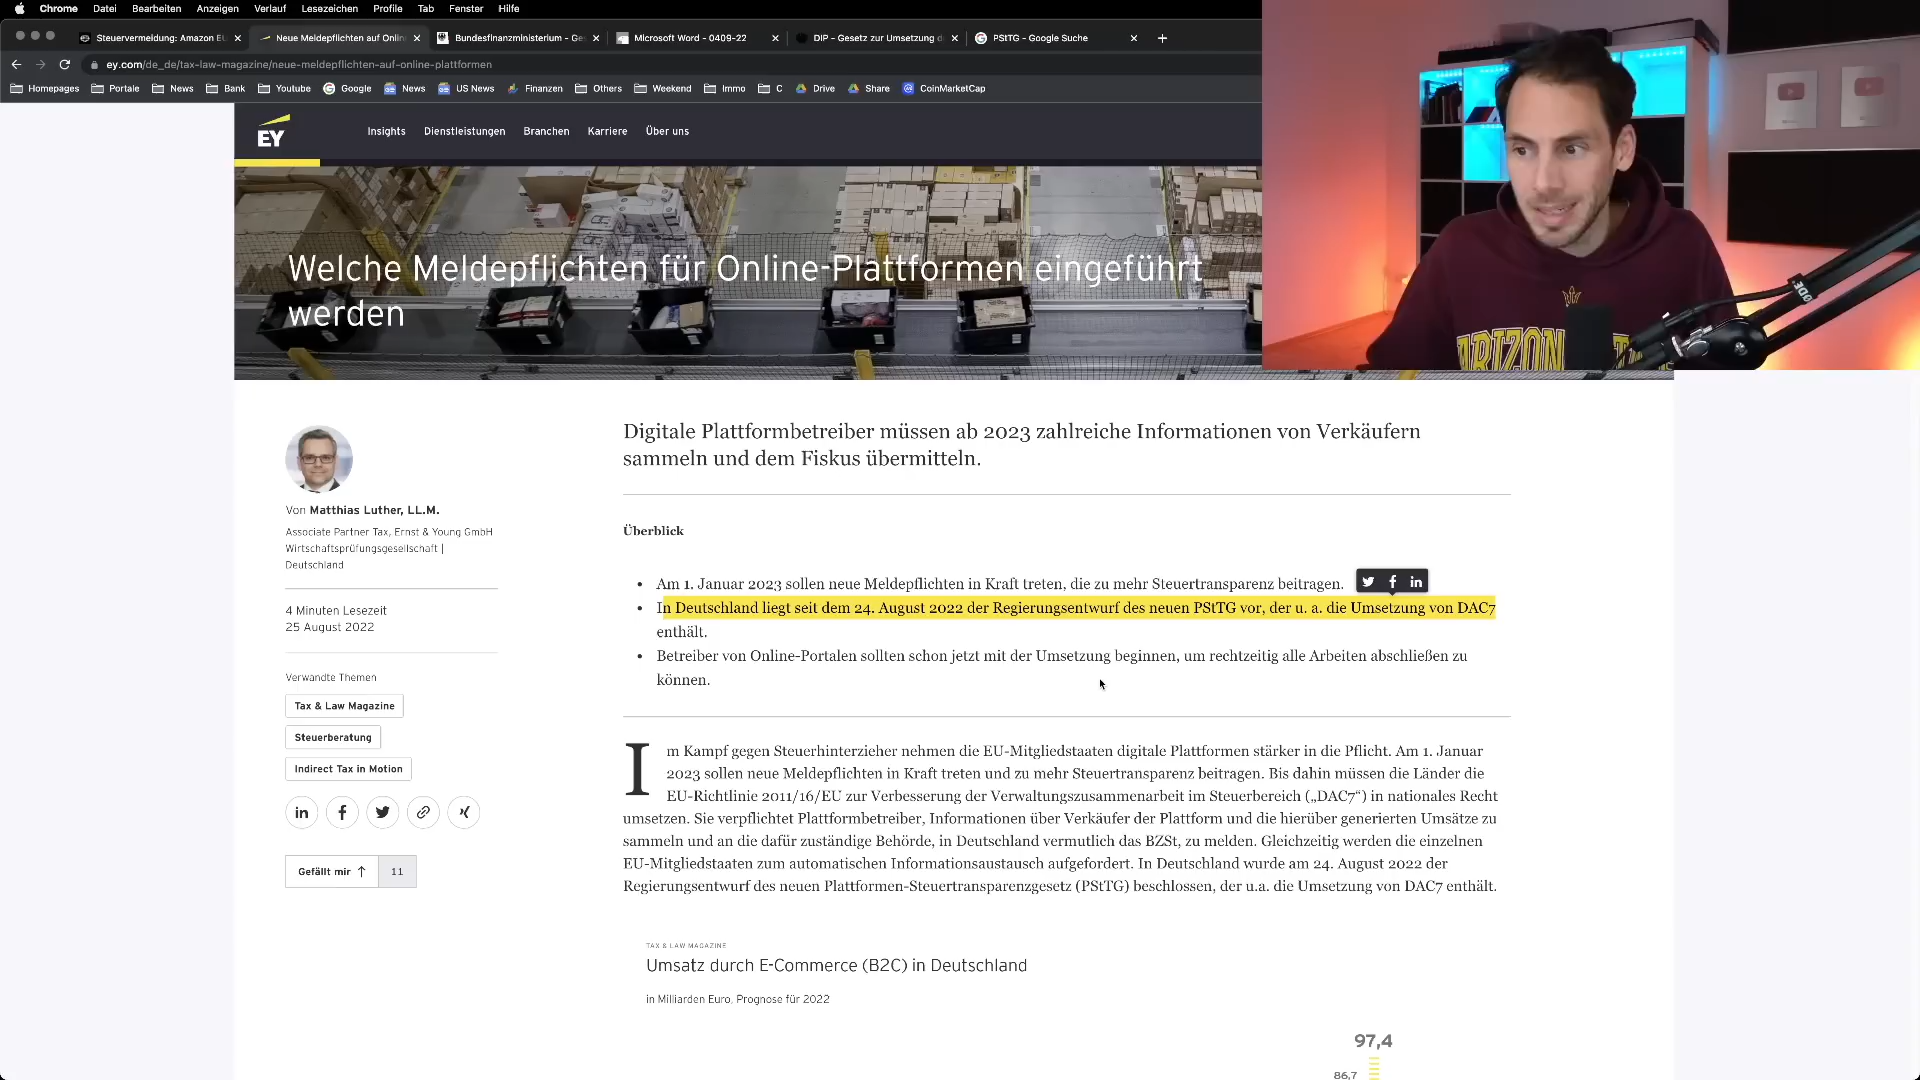 Chrome Datei Bearbeiten Anzeigen Verlauf Lesezeichen Profile Tab Fenster Hilfe
Steuervermeidung: Amazon EU
Neue Meldepflichten auf Onlin
Bundesfinanzministerium - Ges
Microsoft Word - 0409-22
DIP - Gesetz zur Umsetzung d
PStTG - Google Suche
ey.com/de_de/tax-law-magazine/neue-meldepflichten-auf-online-plattformen
Homepages Portale News Bank Youtube Google News US News Finanzen Others Weekend Immo C Drive Share CoinMarketCap
EY
Insights Dienstleistungen Branchen Karriere Über uns
Welche Meldepflichten für Online-Plattformen eingeführt
werden
RØDE
ARIZON
Digitale Plattformbetreiber müssen ab 2023 zahlreiche Informationen von Verkäufern
sammeln und dem Fiskus übermitteln.
Von Matthias Luther, LL.M.
Associate Partner Tax, Ernst & Young GmbH
Wirtschaftsprüfungsgesellschaft |
Deutschland
4 Minuten Lesezeit
25 August 2022
Verwandte Themen
Tax & Law Magazine
Steuerberatung
Indirect Tax in Motion
Gefällt mir 11
Überblick
• Am 1. Januar 2023 sollen neue Meldepflichten in Kraft treten, die zu mehr Steuertransparenz beitragen.
• In Deutschland liegt seit dem 24. August 2022 der Regierungsentwurf des neuen PStTG vor, der u. a. die Umsetzung von DAC7
enthält.
• Betreiber von Online-Portalen sollten schon jetzt mit der Umsetzung beginnen, um rechtzeitig alle Arbeiten abschließen zu
können.
Im Kampf gegen Steuerhinterzieher nehmen die EU-Mitgliedstaaten digitale Plattformen stärker in die Pflicht. Am 1. Januar
2023 sollen neue Meldepflichten in Kraft treten und zu mehr Steuertransparenz beitragen. Bis dahin müssen die Länder die
EU-Richtlinie 2011/16/EU zur Verbesserung der Verwaltungszusammenarbeit im Steuerbereich („DAC7“) in nationales Recht
umsetzen. Sie verpflichtet Plattformbetreiber, Informationen über Verkäufer der Plattform und die hierüber generierten Umsätze zu
sammeln und an die dafür zuständige Behörde, in Deutschland vermutlich das BZSt, zu melden. Gleichzeitig werden die einzelnen
EU-Mitgliedstaaten zum automatischen Informationsaustausch aufgefordert. In Deutschland wurde am 24. August 2022 der
Regierungsentwurf des neuen Plattformen-Steuertransparenzgesetz (PStTG) beschlossen, der u.a. die Umsetzung von DAC7 enthält.
TAX & LAW MAGAZINE
Umsatz durch E-Commerce (B2C) in Deutschland
in Milliarden Euro, Prognose für 2022
97,4
86,7